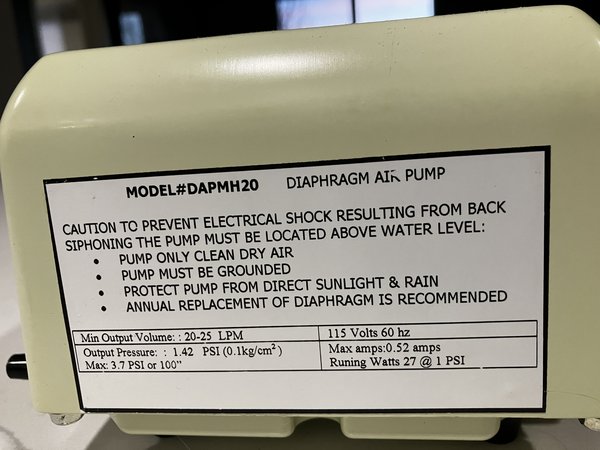 MODEL#DAPMH20 DIAPHRAGM AIR PUMP
CAUTION TO PREVENT ELECTRICAL SHOCK RESULTING FROM BACK
SIPHONING THE PUMP MUST BE LOCATED ABOVE WATER LEVEL:
• PUMP ONLY CLEAN DRY AIR
• PUMP MUST BE GROUNDED
• PROTECT PUMP FROM DIRECT SUNLIGHT & RAIN
• ANNUAL REPLACEMENT OF DIAPHRAGM IS RECOMMENDED
Min Output Volume: : 20-25 LPM
Output Pressure: : 1.42 PSI (0.1kg/cm²)
Max: 3.7 PSI or 100"
115 Volts 60 hz
Max amps:0.52 amps
Runing Watts 27 @ 1 PSI